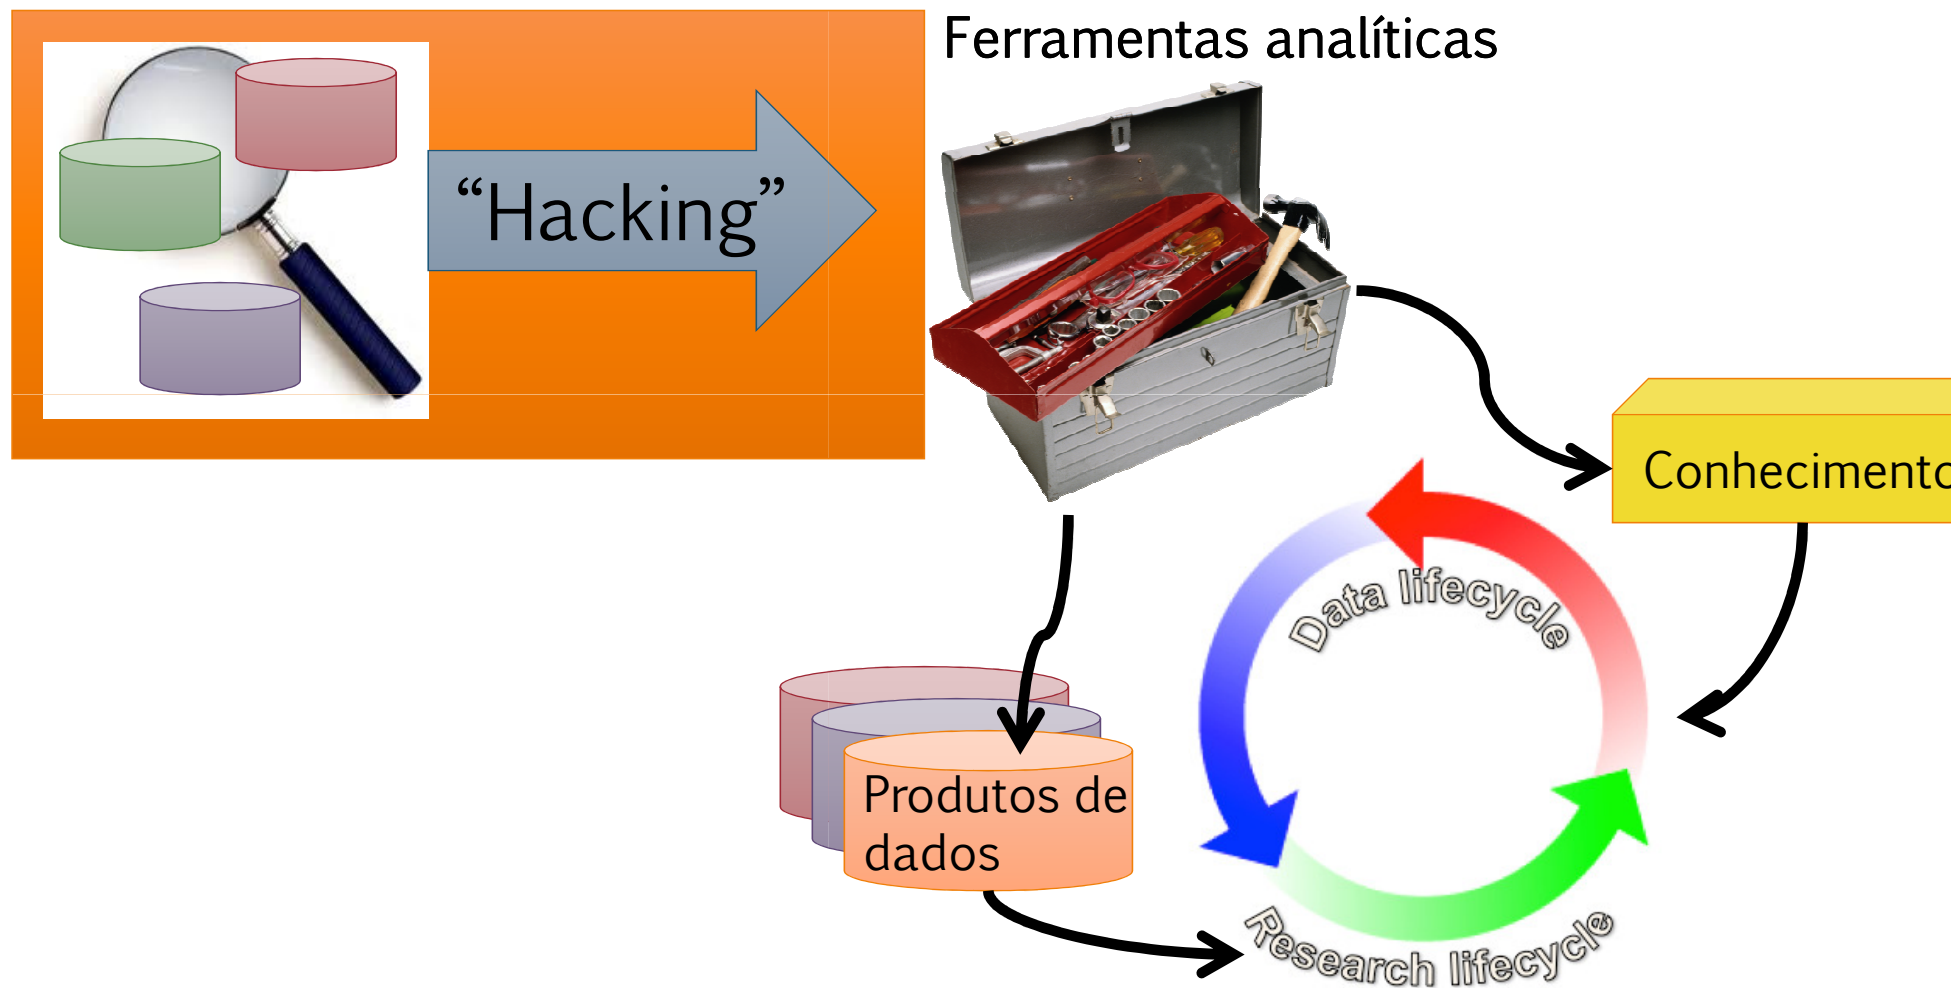 Ferramentas analíticas
“Hacking”
Conhecimento
Data lifecycle
Produtos de
dados
Research lifecycle